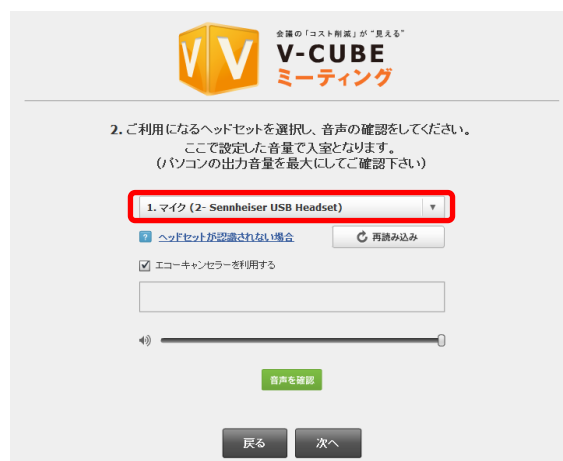 会議の「コスト削減」が“見える”
VV
V-CUBE
ミーティング
2. ご利用になるヘッドセットを選択し、音声の確認をしてください。
ここで設定した音量で入室となります。
(パソコンの出力音量を最大にしてご確認下さい)
1. マイク (2- Sennheiser USB Headset)
? ヘッドセットが認識されない場合
再読み込み
エコーキャンセラーを利用する
音声を確認
戻る
次へ